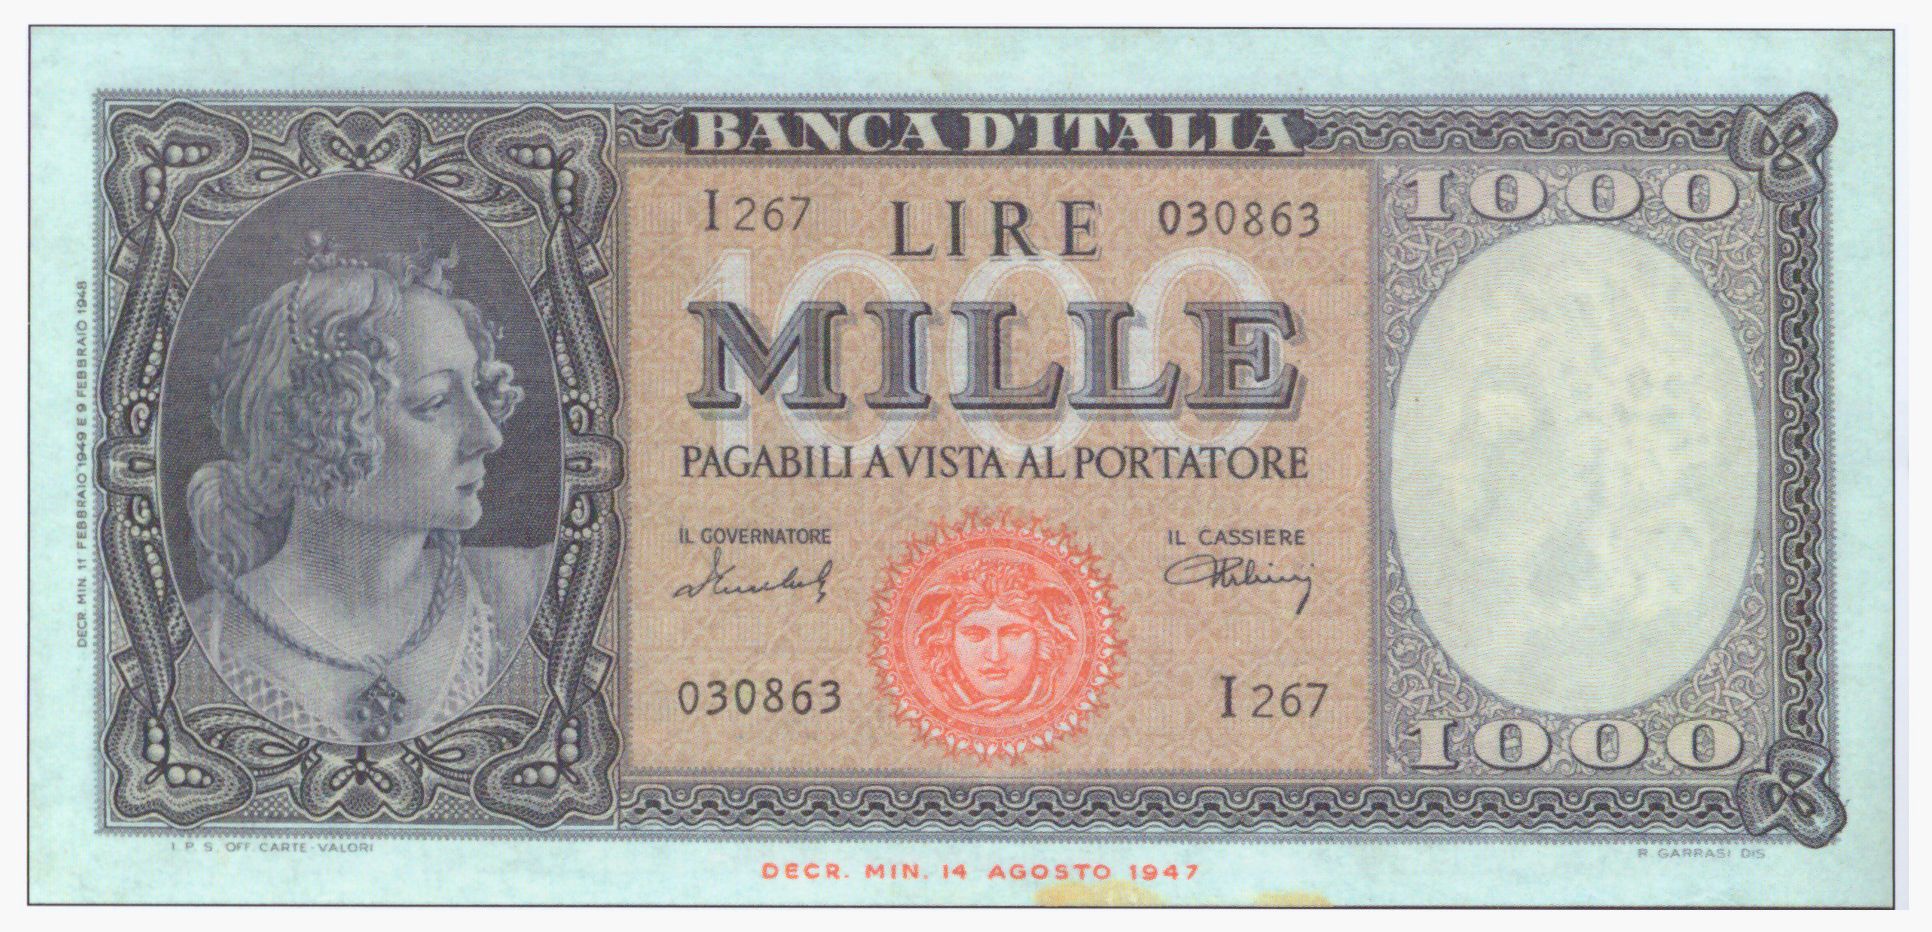 BANCA D'ITALIA
I 267
LIRE
030863
1000
1000
MILLE
PAGABILI A VISTA AL PORTATORE
IL GOVERNATORE
IL CASSIERE
030863
I 267
1000
DECR. MIN. 11 FEBBRAIO 1949 E 9 FEBBRAIO 1948
I. P. S. OFF. CARTE-VALORI
R. GARRASI DIS.
DECR. MIN. 14 AGOSTO 1947